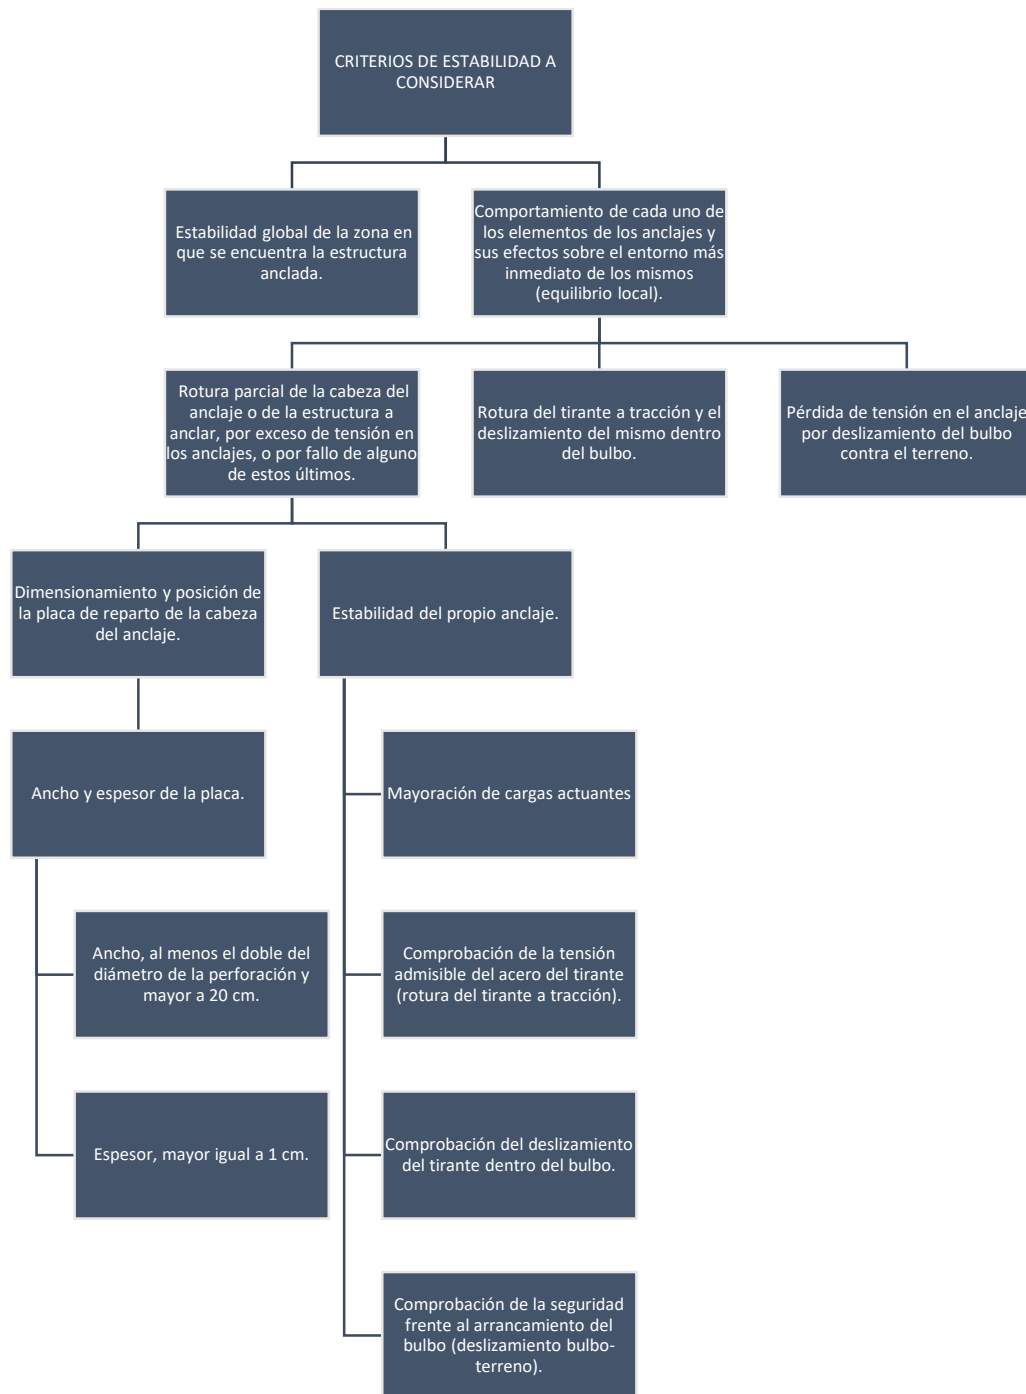 CRITERIOS DE ESTABILIDAD A
CONSIDERAR
Estabilidad global de la zona en
que se encuentra la estructura
anclada.
Comportamiento de cada uno de
los elementos de los anclajes y
sus efectos sobre el entorno más
inmediato de los mismos
(equilibrio local).
Rotura parcial de la cabeza del
anclaje o de la estructura a
anclar, por exceso de tensión en
los anclajes, o por fallo de alguno
de estos últimos.
Rotura del tirante a tracción y el
deslizamiento del mismo dentro
del bulbo.
Pérdida de tensión en el anclaje
por deslizamiento del bulbo
contra el terreno.
Dimensionamiento y posición de
la placa de reparto de la cabeza
del anclaje.
Estabilidad del propio anclaje.
Ancho y espesor de la placa.
Mayoración de cargas actuantes
Ancho, al menos el doble del
diámetro de la perforación y
mayor a 20 cm.
Comprobación de la tensión
admisible del acero del tirante
(rotura del tirante a tracción).
Espesor, mayor igual a 1 cm.
Comprobación del deslizamiento
del tirante dentro del bulbo.
Comprobación de la seguridad
frente al arrancamiento del
bulbo (deslizamiento bulbo-
terreno).